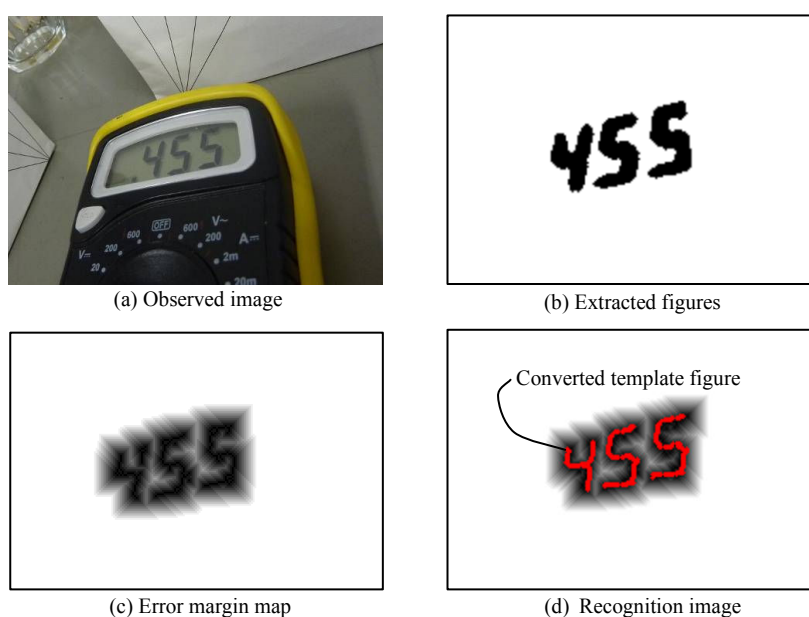 .455
OFF
600
600
V~
200
200
V=
A=
20
2m
20m
(a) Observed image
455
(b) Extracted figures
455
(c) Error margin map
Converted template figure
455
(d) Recognition image